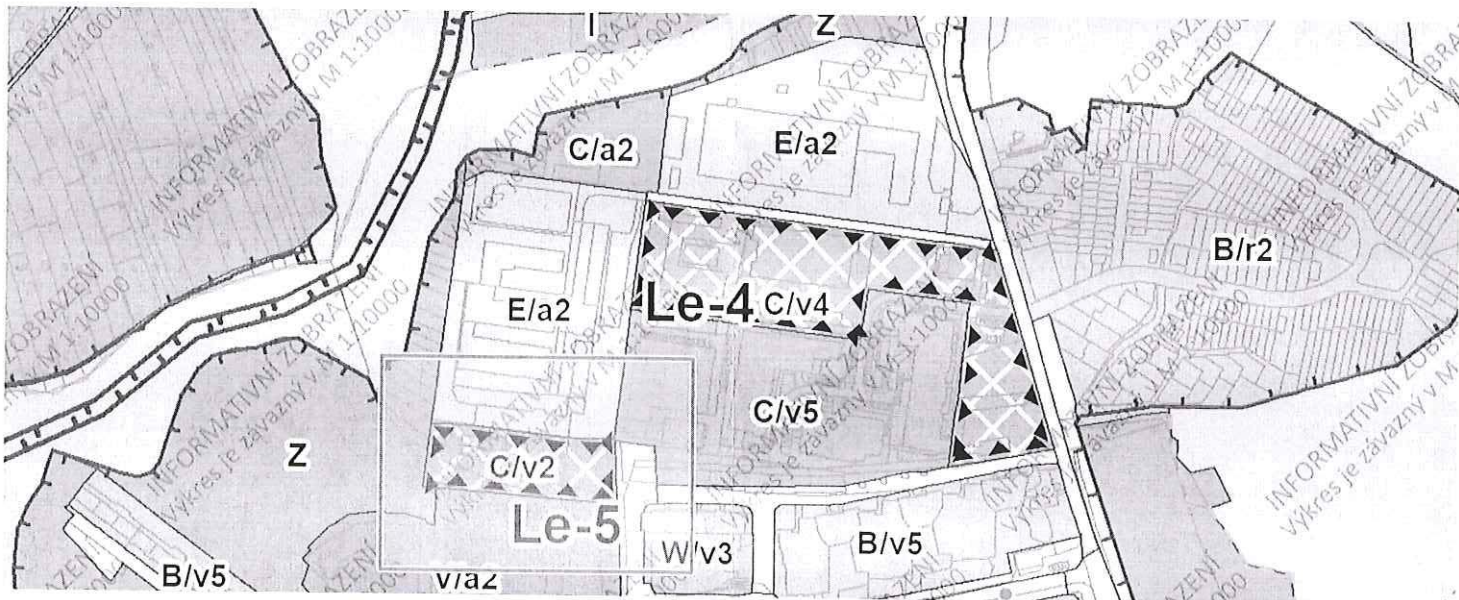 I
Z
C/a2
E/a2
B/r2
E/a2
Le-4
C/v4
C/v5
Z
C/v2
Le-5
W/v3
B/v5
B/v5
V/a2
INFORMATIVNÍ ZOBRAZENÍ
Výkres je závazný v M 1:10000